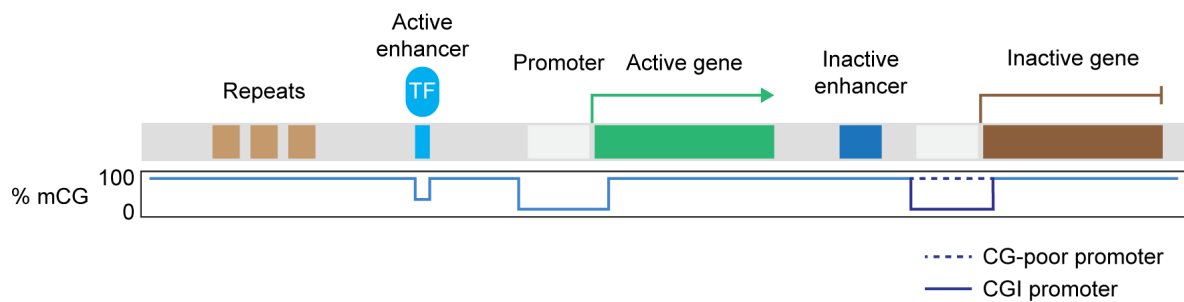 Repeats
Active
enhancer
TF
Promoter
Active gene
Inactive
enhancer
Inactive gene
% mCG
100
0
CG-poor promoter
CGI promoter